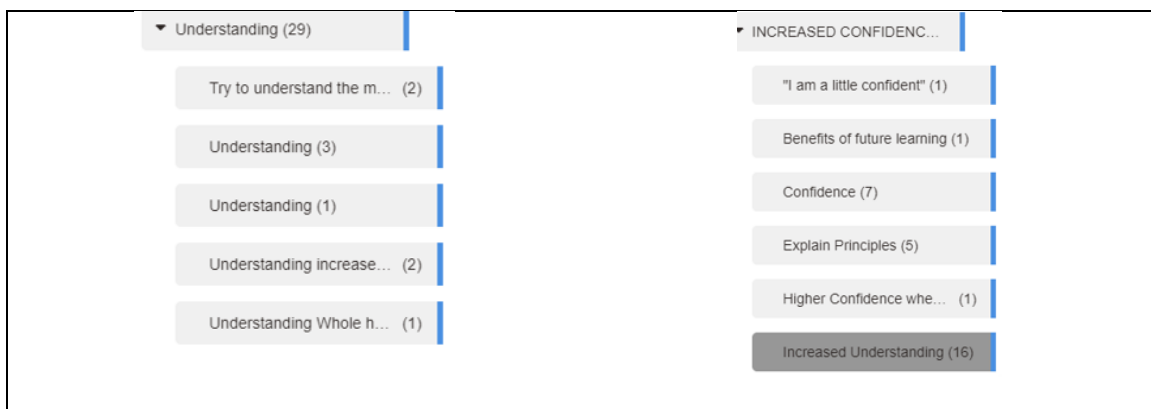 Understanding (29)
Try to understand the m... (2)
Understanding (3)
Understanding (1)
Understanding increase... (2)
Understanding Whole h... (1)
INCREASED CONFIDENC...
"I am a little confident" (1)
Benefits of future learning (1)
Confidence (7)
Explain Principles (5)
Higher Confidence whe... (1)
Increased Understanding (16)